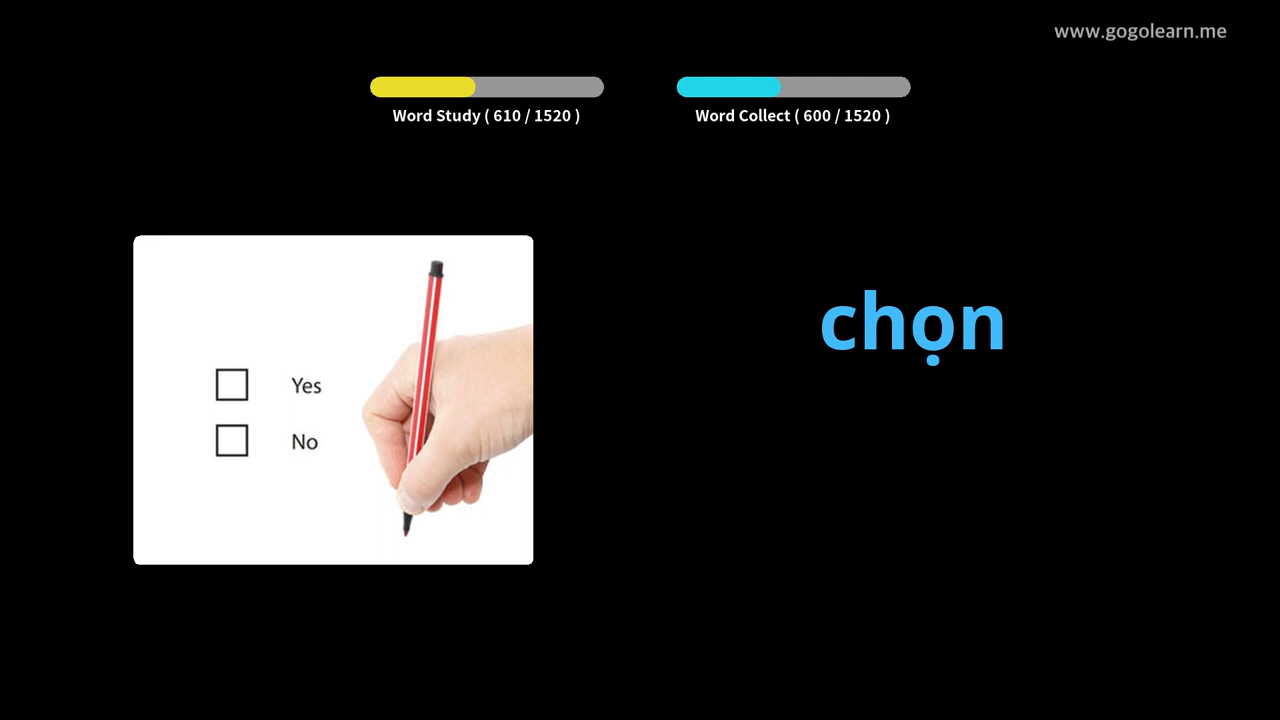 www.gogolearn.me
Word Study ( 610 / 1520 )
Word Collect ( 600 / 1520 )
chọn
Yes
No